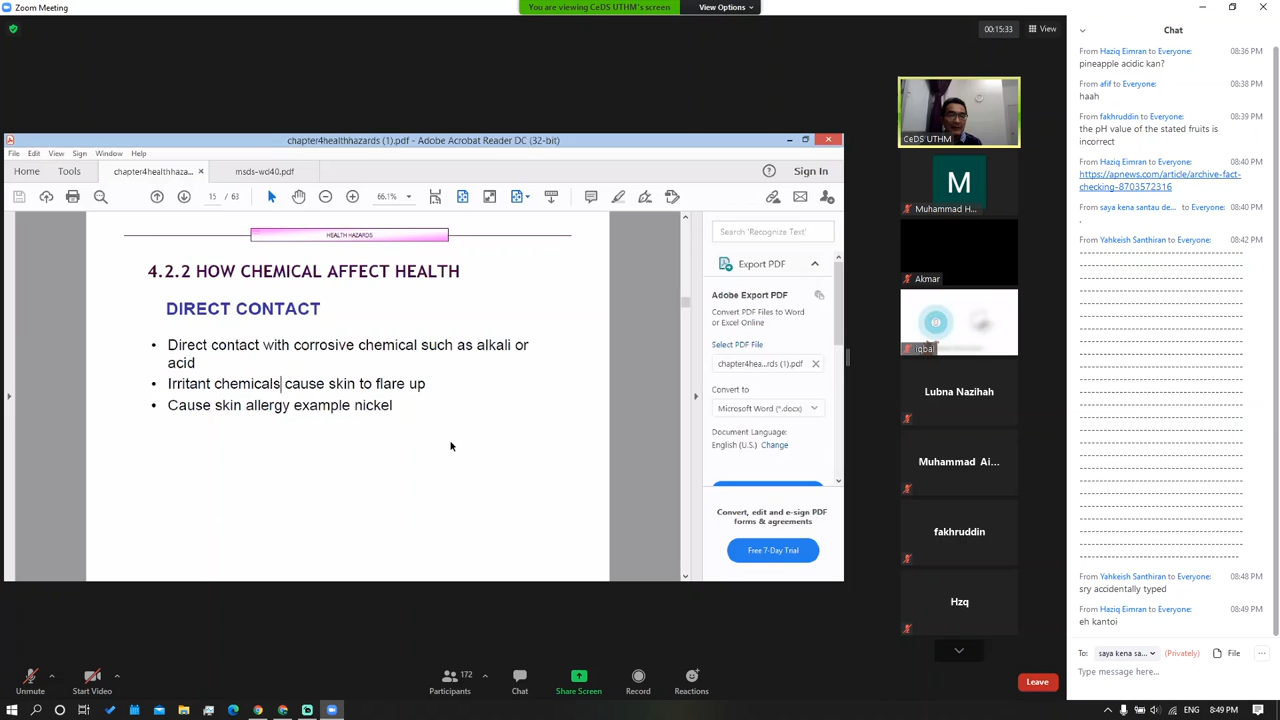 Zoom Meeting
You are viewing CeDS UTHM's screen
View Options
00:15:33
View
chapter4healthhazards (1).pdf - Adobe Acrobat Reader DC (32-bit)
File Edit View Sign Window Help
Home Tools chapter4healthhaza... msds-wd40.pdf Sign In
15 / 63 66.1%
HEALTH HAZARDS
4.2.2 HOW CHEMICAL AFFECT HEALTH
DIRECT CONTACT
• Direct contact with corrosive chemical such as alkali or
acid
• Irritant chemicals cause skin to flare up
• Cause skin allergy example nickel
Search 'Recognize Text'
Export PDF
Adobe Export PDF
Convert PDF Files to Word
or Excel Online
Select PDF File
chapter4hea...rds (1).pdf
Convert to
Microsoft Word (*.docx)
Document Language:
English (U.S.) Change
Convert, edit and e-sign PDF
forms & agreements
Free 7-Day Trial
CeDS UTHM
M
Muhammad H...
Akmar
iqbal
Lubna Nazihah
Muhammad Ai...
fakhruddin
Hzq
Chat
From Haziq Eimran to Everyone: 08:36 PM
pineapple acidic kan?
From afif to Everyone: 08:38 PM
haah
From fakhruddin to Everyone: 08:39 PM
the pH value of the stated fruits is
incorrect
From Haziq Eimran to Everyone: 08:40 PM
https://apnews.com/article/archive-fact-
checking-8703572316
From saya kena santau de... to Everyone: 08:40 PM
.
From Yahkeish Santhiran to Everyone: 08:42 PM
From Yahkeish Santhiran to Everyone: 08:48 PM
sry accidentally typed
From Haziq Eimran to Everyone: 08:49 PM
eh kantoi
To: saya kena sa... (Privately) File ...
Type message here...
Unmute
Start Video
Participants 172
Chat
Share Screen
Record
Reactions
Leave
8:49 PM